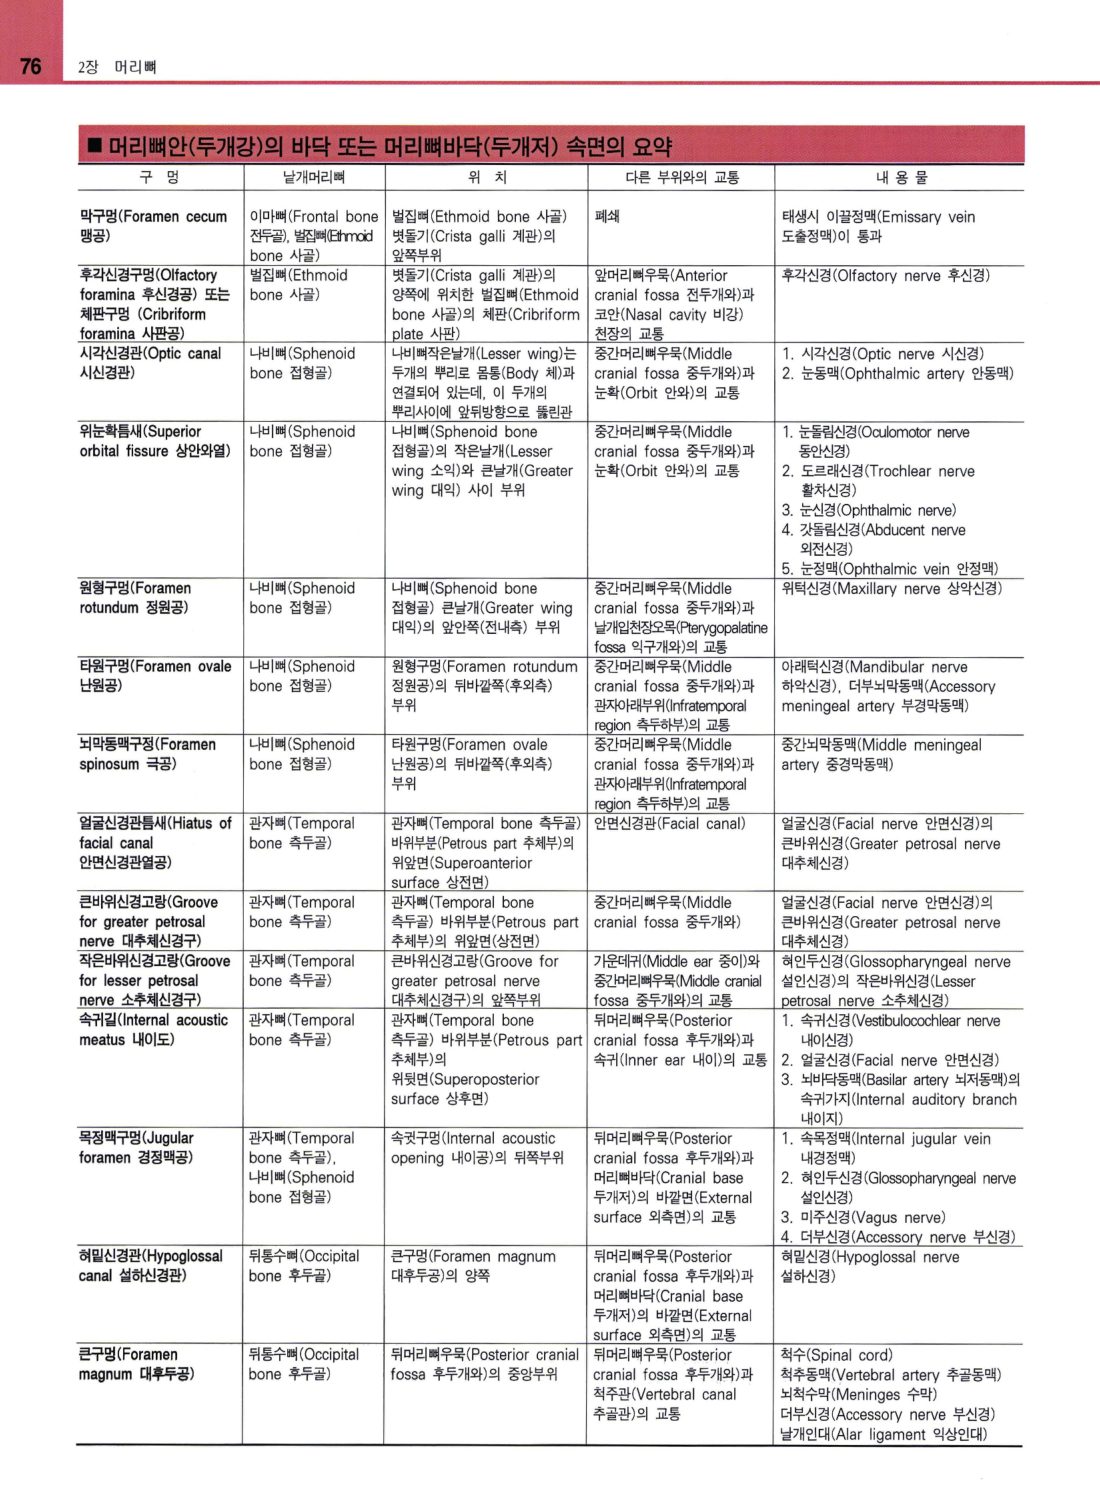 76 2장 머리뼈
■ 머리뼈안(두개강)의 바닥 또는 머리뼈바닥(두개저) 속면의 요약
구 멍 낱개머리뼈 위 치 다른 부위와의 교통 내 용 물
막구멍(Foramen cecum
맹공)
이마뼈(Frontal bone
전두골), 벌집뼈(Ethmoid
bone 사골)
벌집뼈(Ethmoid bone 사골)
볏돌기(Crista galli 계관)의
앞쪽부위
폐쇄
태생시 이끌정맥(Emissary vein
도출정맥)이 통과
후각신경구멍(Olfactory
foramina 후신경공) 또는
체판구멍 (Cribriform
foramina 사판공)
벌집뼈(Ethmoid
bone 사골)
볏돌기(Crista galli 계관)의
양쪽에 위치한 벌집뼈(Ethmoid
bone 사골)의 체판(Cribriform
plate 사판)
앞머리뼈우묵(Anterior
cranial fossa 전두개와)과
코안(Nasal cavity 비강)
천장의 교통
후각신경(Olfactory nerve 후신경)
시각신경관(Optic canal
시신경관)
나비뼈(Sphenoid
bone 접형골)
나비뼈작은날개(Lesser wing)는
두개의 뿌리로 몸통(Body 체)과
연결되어 있는데, 이 두개의
뿌리사이에 앞뒤방향으로 뚫린관
중간머리뼈우묵(Middle
cranial fossa 중두개와)과
눈확(Orbit 안와)의 교통
1. 시각신경(Optic nerve 시신경)
2. 눈동맥(Ophthalmic artery 안동맥)
위눈확틈새(Superior
orbital fissure 상안와열)
나비뼈(Sphenoid
bone 접형골)
나비뼈(Sphenoid bone
접형골)의 작은날개(Lesser
wing 소익)와 큰날개(Greater
wing 대익) 사이 부위
중간머리뼈우묵(Middle
cranial fossa 중두개와)과
눈확(Orbit 안와)의 교통
1. 눈돌림신경(Oculomotor nerve
동안신경)
2. 도르래신경(Trochlear nerve
활차신경)
3. 눈신경(Ophthalmic nerve)
4. 갓돌림신경(Abducent nerve
외전신경)
5. 눈정맥(Ophthalmic vein 안정맥)
원형구멍(Foramen
rotundum 정원공)
나비뼈(Sphenoid
bone 접형골)
나비뼈(Sphenoid bone
접형골) 큰날개(Greater wing
대익)의 앞안쪽(전내측) 부위
중간머리뼈우묵(Middle
cranial fossa 중두개와)과
날개입천장오목(Pterygopalatine
fossa 익구개와)의 교통
위턱신경(Maxillary nerve 상악신경)
타원구멍(Foramen ovale
난원공)
나비뼈(Sphenoid
bone 접형골)
원형구멍(Foramen rotundum
정원공)의 뒤바깥쪽(후외측)
부위
중간머리뼈우묵(Middle
cranial fossa 중두개와)과
관자아래부위(Infratemporal
region 측두하부)의 교통
아래턱신경(Mandibular nerve
하악신경), 더부뇌막동맥(Accessory
meningeal artery 부경막동맥)
뇌막동맥구정(Foramen
spinosum 극공)
나비뼈(Sphenoid
bone 접형골)
타원구멍(Foramen ovale
난원공)의 뒤바깥쪽(후외측)
부위
중간머리뼈우묵(Middle
cranial fossa 중두개와)과
관자아래부위(Infratemporal
region 측두하부)의 교통
중간뇌막동맥(Middle meningeal
artery 중경막동맥)
얼굴신경관틈새(Hiatus of
facial canal
안면신경관열공)
관자뼈(Temporal
bone 측두골)
관자뼈(Temporal bone 측두골)
바위부분(Petrous part 추체부)의
위앞면(Superoanterior
surface 상전면)
안면신경관(Facial canal)
얼굴신경(Facial nerve 안면신경)의
큰바위신경(Greater petrosal nerve
대추체신경)
큰바위신경고랑(Groove
for greater petrosal
nerve 대추체신경구)
관자뼈(Temporal
bone 측두골)
관자뼈(Temporal bone
측두골) 바위부분(Petrous part
추체부)의 위앞면(상전면)
중간머리뼈우묵(Middle
cranial fossa 중두개와)
얼굴신경(Facial nerve 안면신경)의
큰바위신경(Greater petrosal nerve
대추체신경)
작은바위신경고랑(Groove
for lesser petrosal
nerve 소추체신경구)
관자뼈(Temporal
bone 측두골)
큰바위신경고랑(Groove for
greater petrosal nerve
대추체신경구)의 앞쪽부위
가운데귀(Middle ear 중이)와
중간머리뼈우묵(Middle cranial
fossa 중두개와)의 교통
혀인두신경(Glossopharyngeal nerve
설인신경)의 작은바위신경(Lesser
petrosal nerve 소추체신경)
속귀길(Internal acoustic
meatus 내이도)
관자뼈(Temporal
bone 측두골)
관자뼈(Temporal bone
측두골) 바위부분(Petrous part
추체부)의
위뒷면(Superoposterior
surface 상후면)
뒤머리뼈우묵(Posterior
cranial fossa 후두개와)과
속귀(Inner ear 내이)의 교통
1. 속귀신경(Vestibulocochlear nerve
내이신경)
2. 얼굴신경(Facial nerve 안면신경)
3. 뇌바닥동맥(Basilar artery 뇌저동맥)의
속귀가지(Internal auditory branch
내이지)
목정맥구멍(Jugular
foramen 경정맥공)
관자뼈(Temporal
bone 측두골),
나비뼈(Sphenoid
bone 접형골)
속귓구멍(Internal acoustic
opening 내이공)의 뒤쪽부위
뒤머리뼈우묵(Posterior
cranial fossa 후두개와)과
머리뼈바닥(Cranial base
두개저)의 바깥면(External
surface 외측면)의 교통
1. 속목정맥(Internal jugular vein
내경정맥)
2. 혀인두신경(Glossopharyngeal nerve
설인신경)
3. 미주신경(Vagus nerve)
4. 더부신경(Accessory nerve 부신경)
혀밑신경관(Hypoglossal
canal 설하신경관)
뒤통수뼈(Occipital
bone 후두골)
큰구멍(Foramen magnum
대후두공)의 양쪽
뒤머리뼈우묵(Posterior
cranial fossa 후두개와)과
머리뼈바닥(Cranial base
두개저)의 바깥면(External
surface 외측면)의 교통
혀밑신경(Hypoglossal nerve
설하신경)
큰구멍(Foramen
magnum 대후두공)
뒤통수뼈(Occipital
bone 후두골)
뒤머리뼈우묵(Posterior cranial
fossa 후두개와)의 중앙부위
뒤머리뼈우묵(Posterior
cranial fossa 후두개와)과
척주관(Vertebral canal
추골관)의 교통
척수(Spinal cord)
척추동맥(Vertebral artery 추골동맥)
뇌척수막(Meninges 수막)
더부신경(Accessory nerve 부신경)
날개인대(Alar ligament 익상인대)